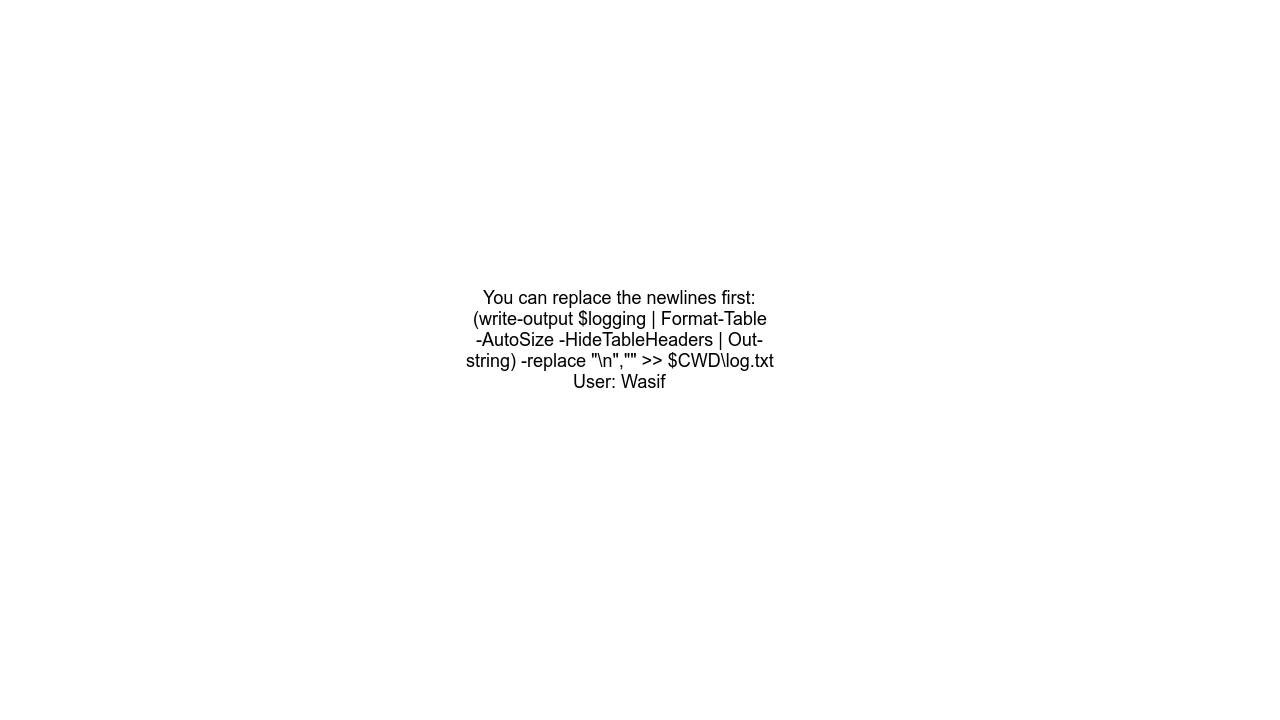 You can replace the newlines first:
(write-output $logging | Format-Table
-AutoSize -HideTableHeaders | Out-
string) -replace "\n","" >> $CWD\log.txt
User: Wasif